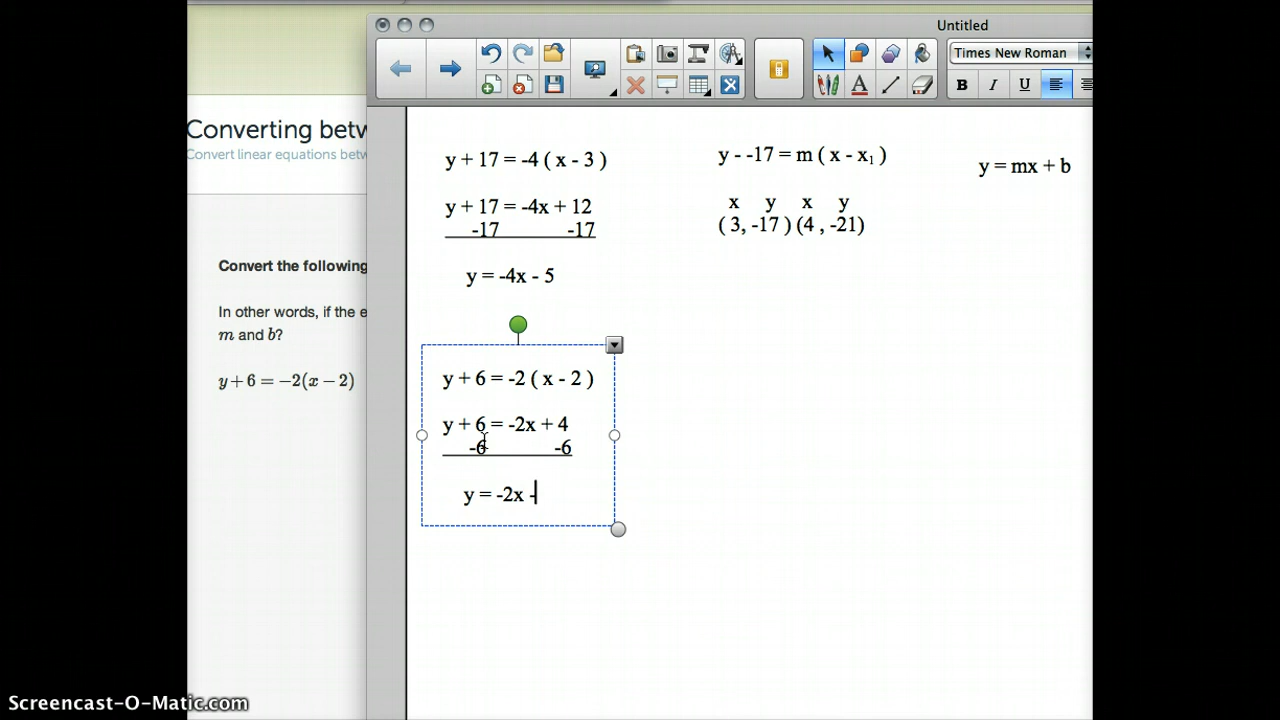 Untitled
Times New Roman
B I U
Converting betw
Convert linear equations betw
Convert the following
In other words, if the e
m and b?
y + 6 = −2(x − 2)
y + 17 = -4 ( x - 3 )
y + 17 = -4x + 12
-17 -17
y = -4x - 5
y + 6 = -2 ( x - 2 )
y + 6 = -2x + 4
-6 -6
y = -2x -
y - -17 = m ( x - x₁ )
x y x y
( 3, -17 ) (4 , -21)
y = mx + b
Screencast-O-Matic.com